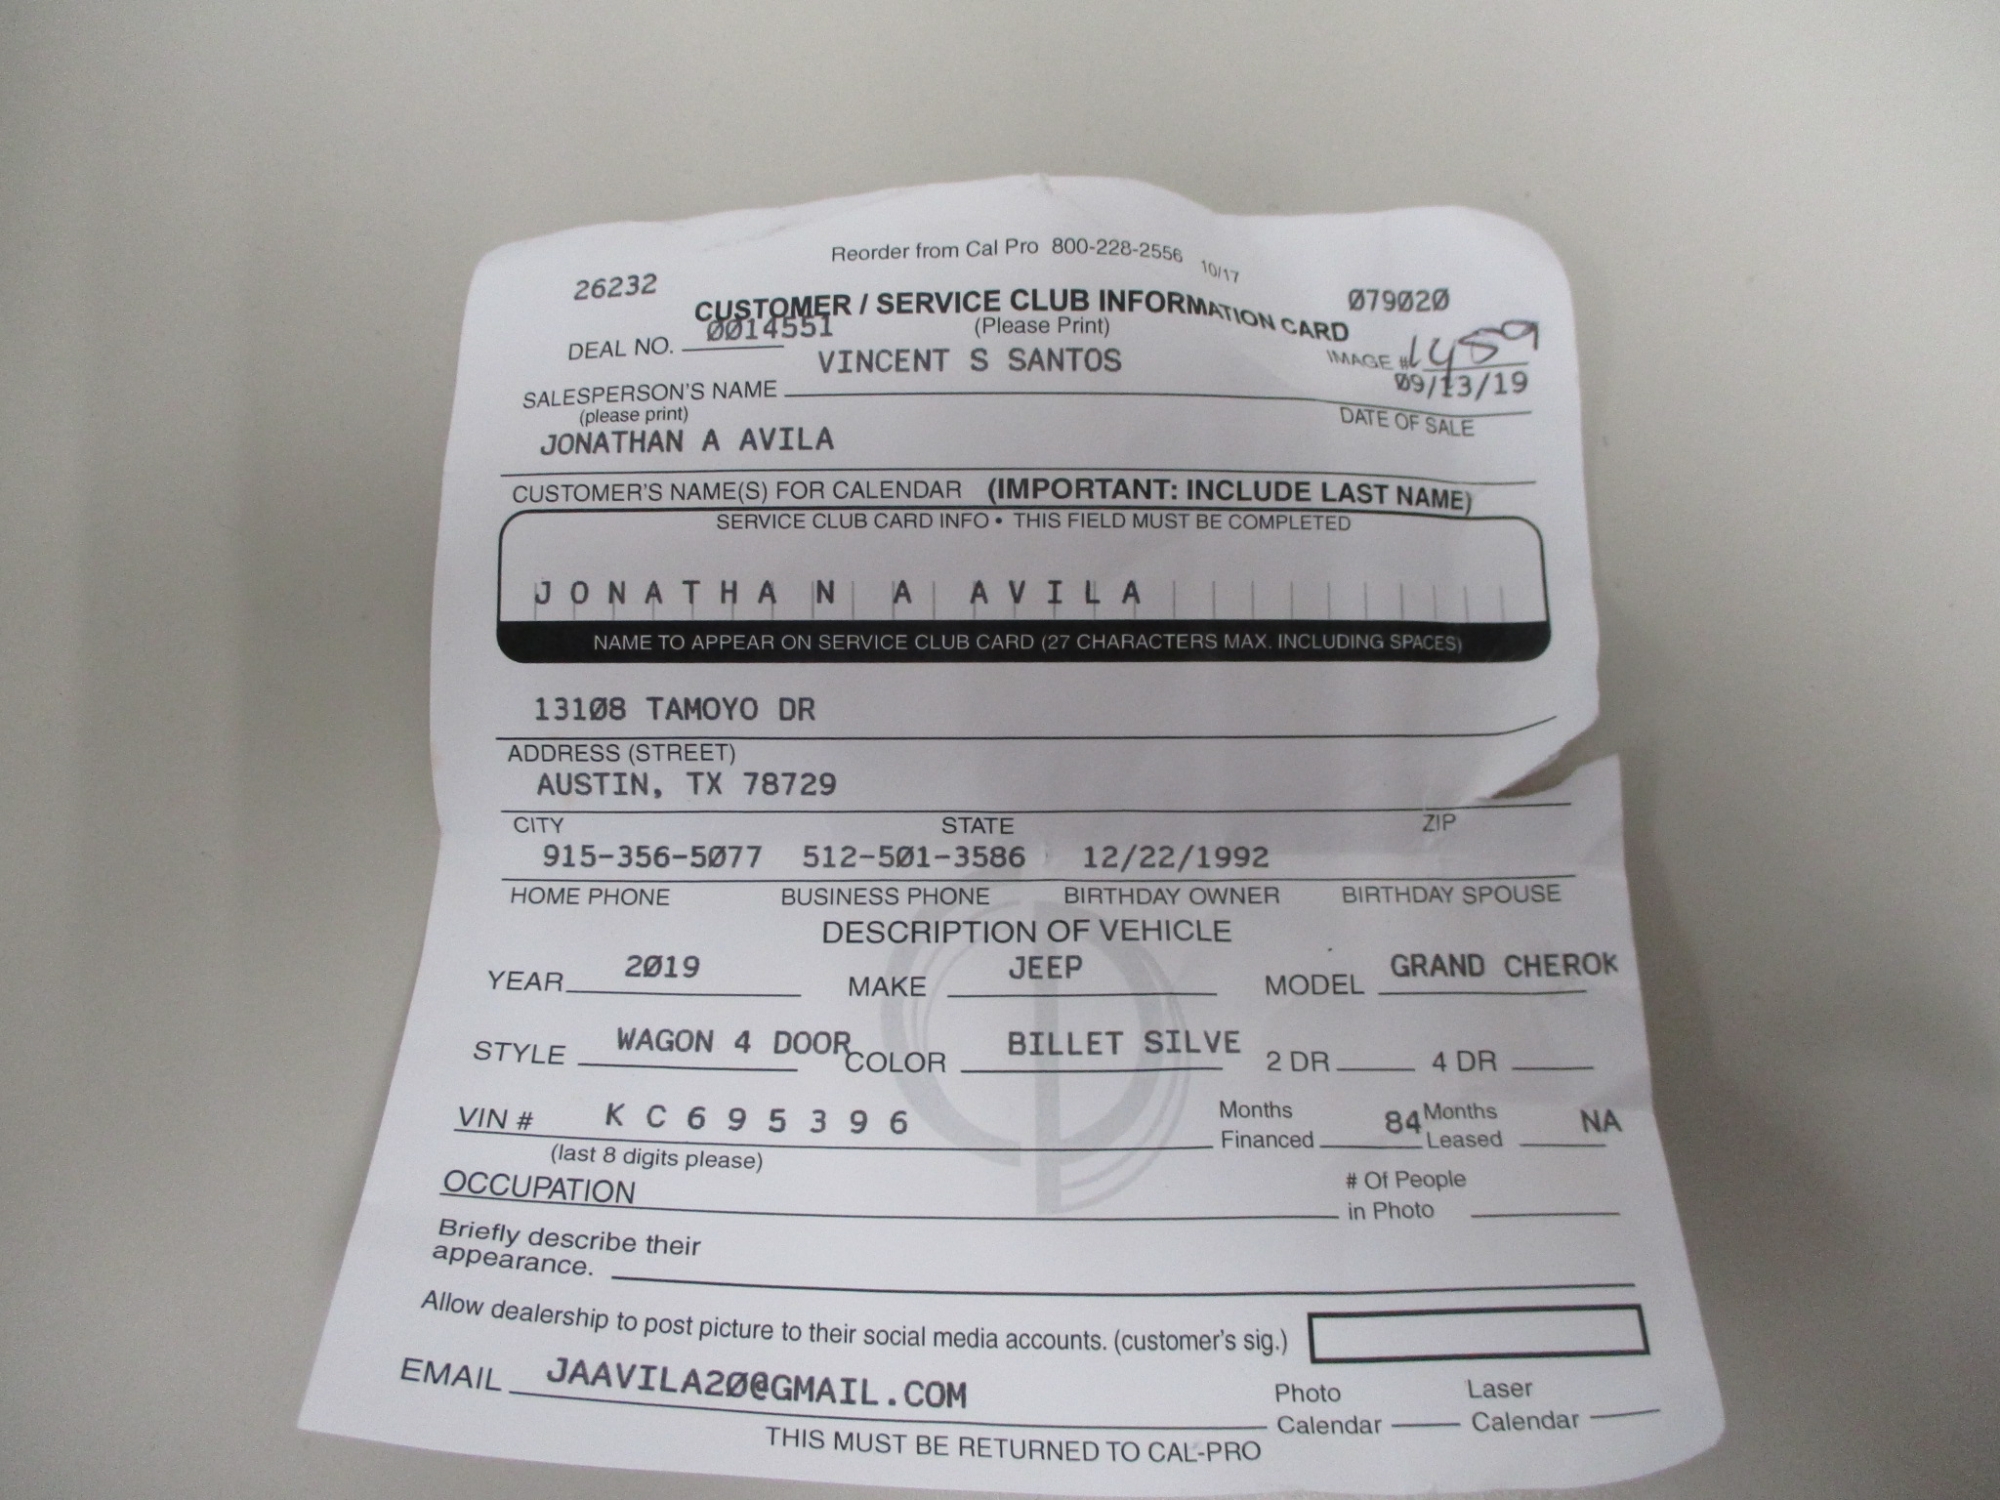 Reorder from Cal Pro 800-228-2556 10/17
26232 079020
CUSTOMER / SERVICE CLUB INFORMATION CARD
DEAL NO. 0014551 (Please Print) IMAGE # 1459
SALESPERSON'S NAME VINCENT S SANTOS 09/13/19
(please print) DATE OF SALE
JONATHAN A AVILA
CUSTOMER'S NAME(S) FOR CALENDAR (IMPORTANT: INCLUDE LAST NAME)
SERVICE CLUB CARD INFO • THIS FIELD MUST BE COMPLETED
JONATHAN A AVILA
NAME TO APPEAR ON SERVICE CLUB CARD (27 CHARACTERS MAX. INCLUDING SPACES)
13108 TAMOYO DR
ADDRESS (STREET)
AUSTIN, TX 78729
CITY STATE ZIP
915-356-5077 512-501-3586 12/22/1992
HOME PHONE BUSINESS PHONE BIRTHDAY OWNER BIRTHDAY SPOUSE
DESCRIPTION OF VEHICLE
YEAR 2019 MAKE JEEP MODEL GRAND CHEROK
STYLE WAGON 4 DOOR COLOR BILLET SILVE 2 DR 4 DR
VIN # K C 6 9 5 3 9 6 Months Financed 84 Months Leased NA
(last 8 digits please)
OCCUPATION # Of People in Photo
Briefly describe their
appearance.
Allow dealership to post picture to their social media accounts. (customer's sig.)
EMAIL JAAVILA20@GMAIL.COM Photo Calendar Laser Calendar
THIS MUST BE RETURNED TO CAL-PRO